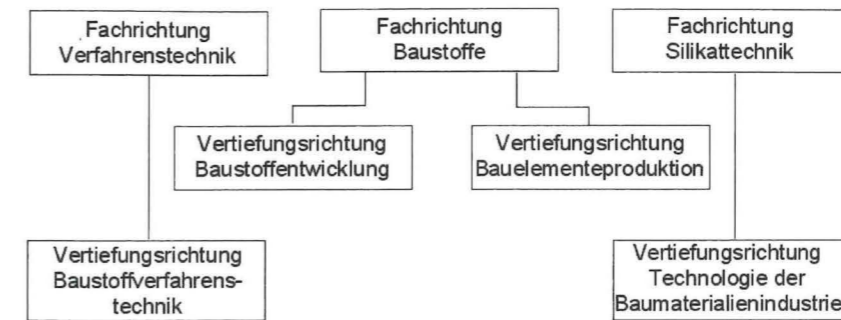 Fachrichtung
Verfahrenstechnik
Fachrichtung
Baustoffe
Fachrichtung
Silikattechnik
Vertiefungsrichtung
Baustoffentwicklung
Vertiefungsrichtung
Bauelementeproduktion
Vertiefungsrichtung
Baustoffverfahrens-
technik
Vertiefungsrichtung
Technologie der
Baumaterialienindustrie